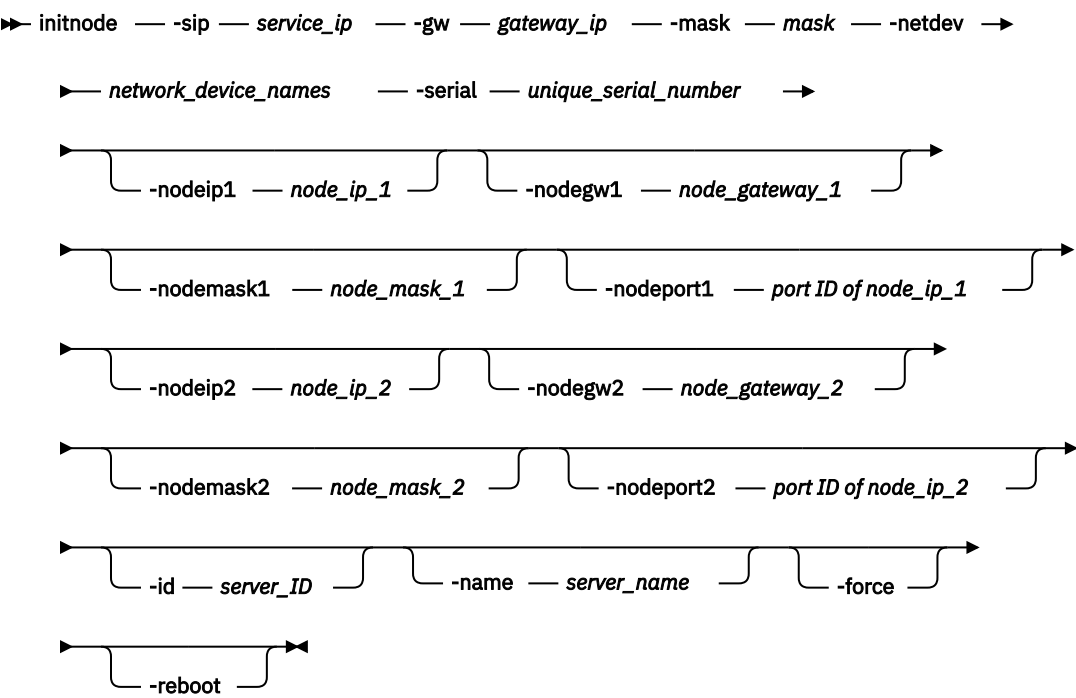 initnode -sip service_ip -gw gateway_ip -mask mask -netdev
network_device_names -serial unique_serial_number
-nodeip1 node_ip_1 -nodegw1 node_gateway_1
-nodemask1 node_mask_1 -nodeport1 port ID of node_ip_1
-nodeip2 node_ip_2 -nodegw2 node_gateway_2
-nodemask2 node_mask_2 -nodeport2 port ID of node_ip_2
-id server_ID -name server_name -force
-reboot